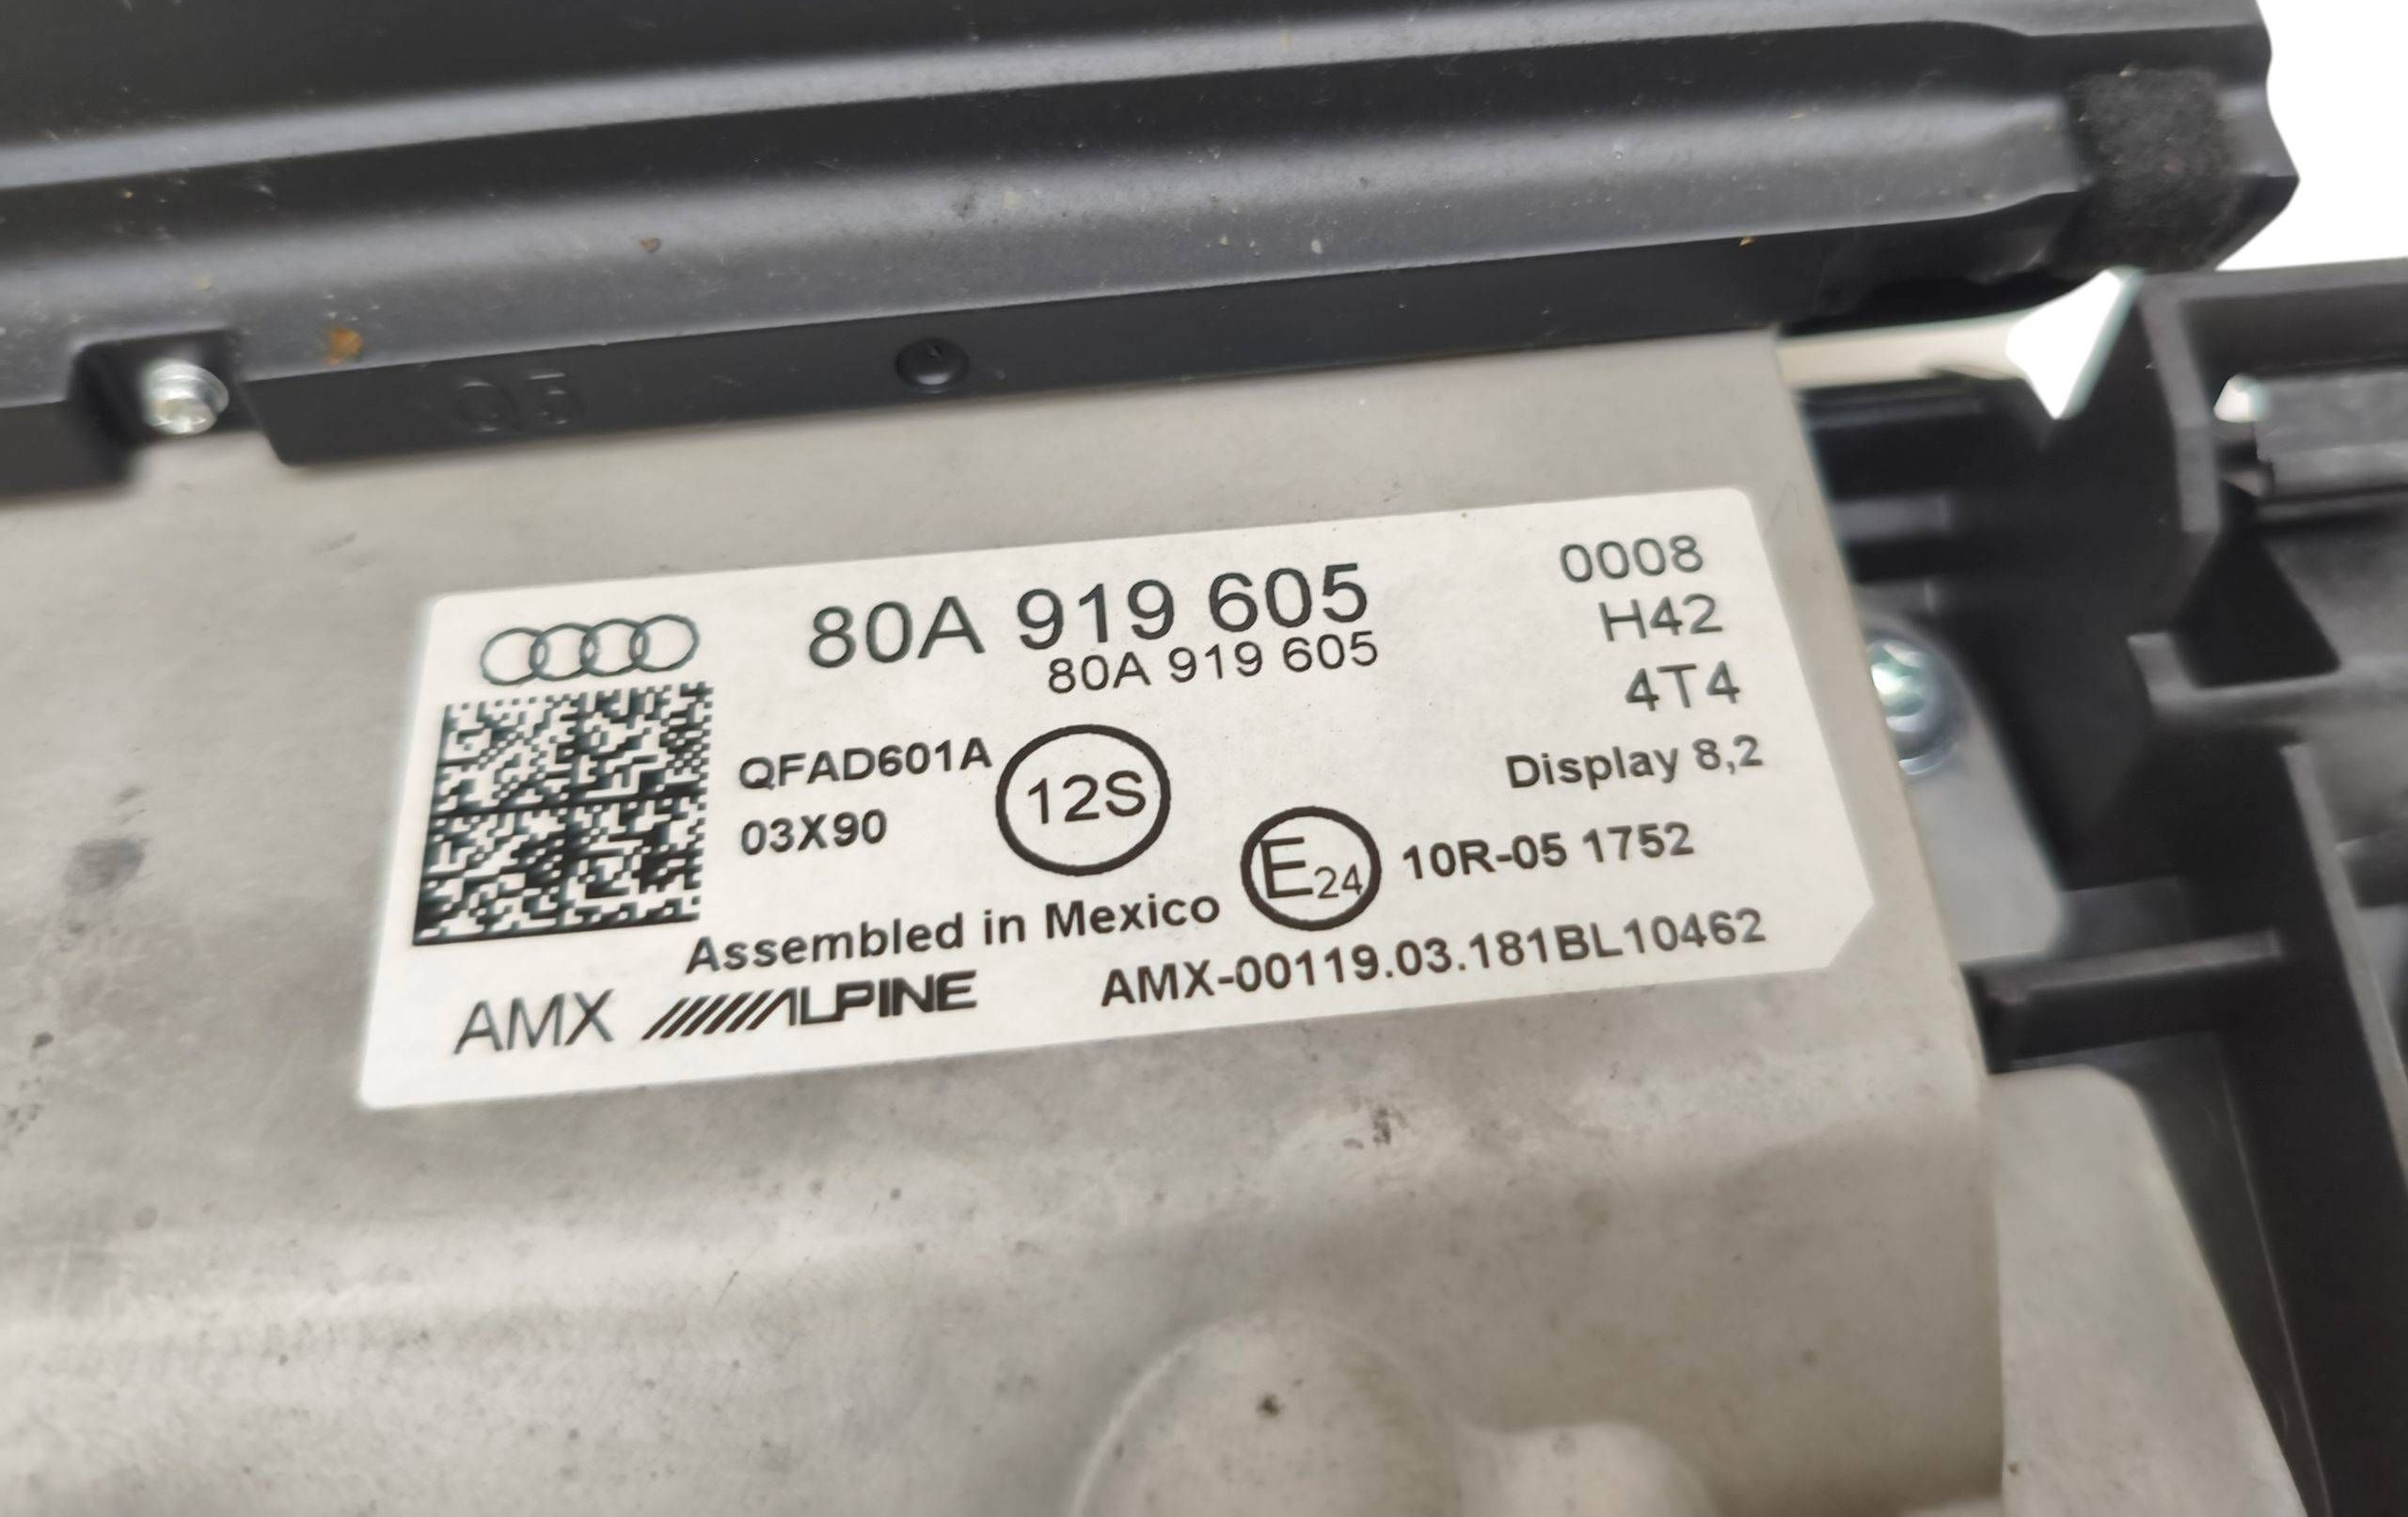 Q5
80A 919 605
80A 919 605
0008
H42
4T4
Display 8,2
QFAD601A
03X90
12S
E24
10R-05 1752
Assembled in Mexico
AMX ALPINE
AMX-00119.03.181BL10462